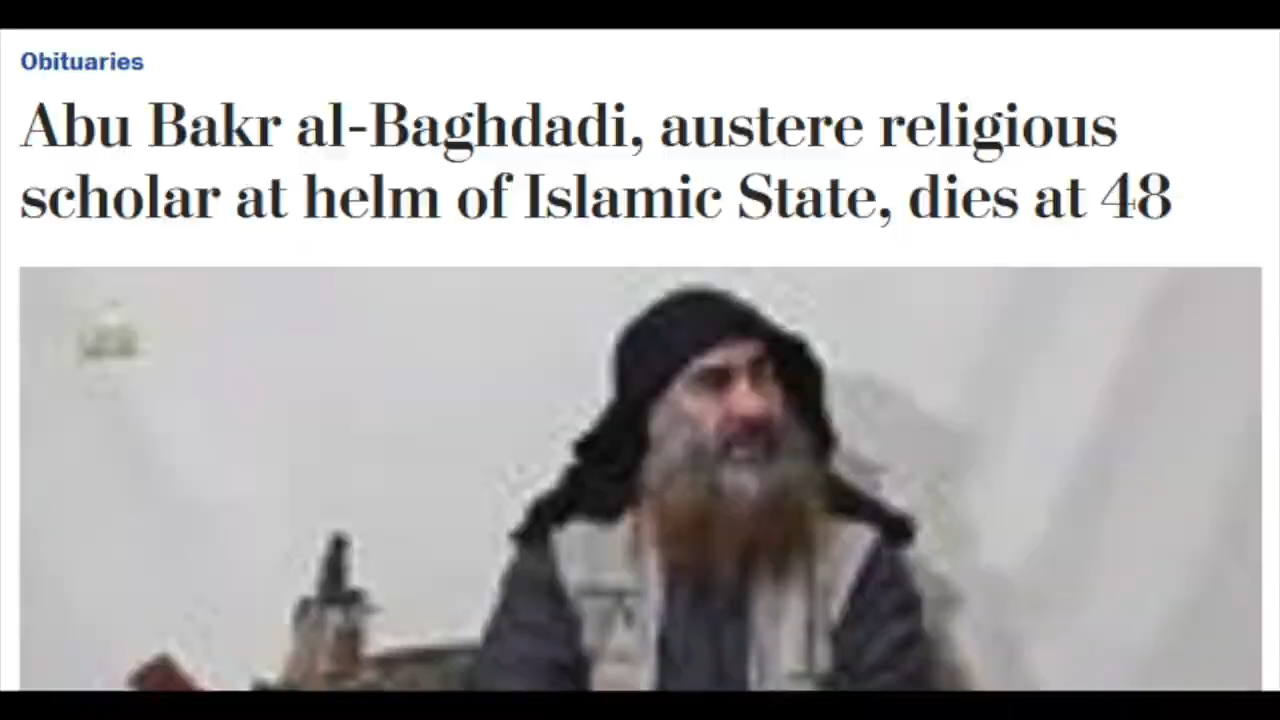 Obituaries
Abu Bakr al-Baghdadi, austere religious
scholar at helm of Islamic State, dies at 48